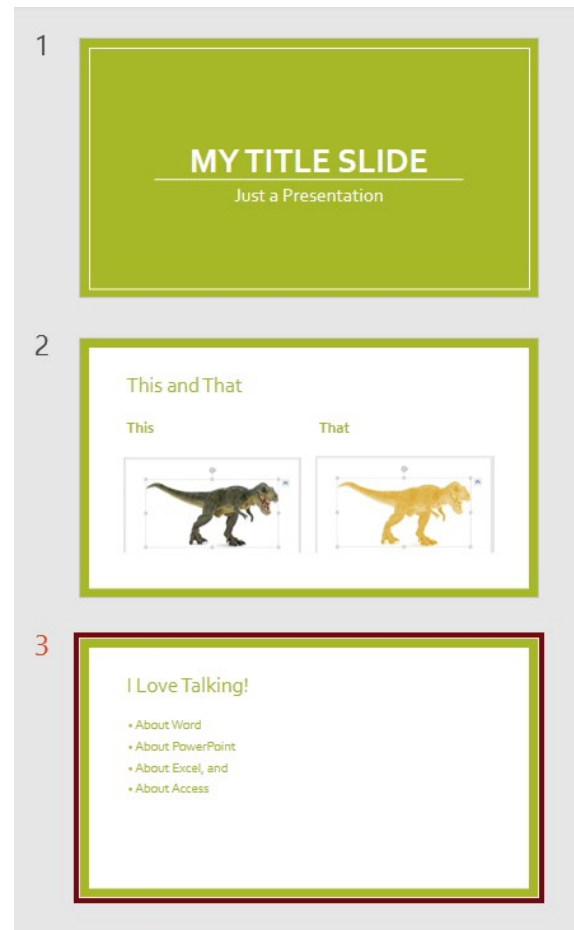 1
MY TITLE SLIDE
Just a Presentation
2
This and That
This That
3
I Love Talking!
• About Word
• About PowerPoint
• About Excel, and
• About Access